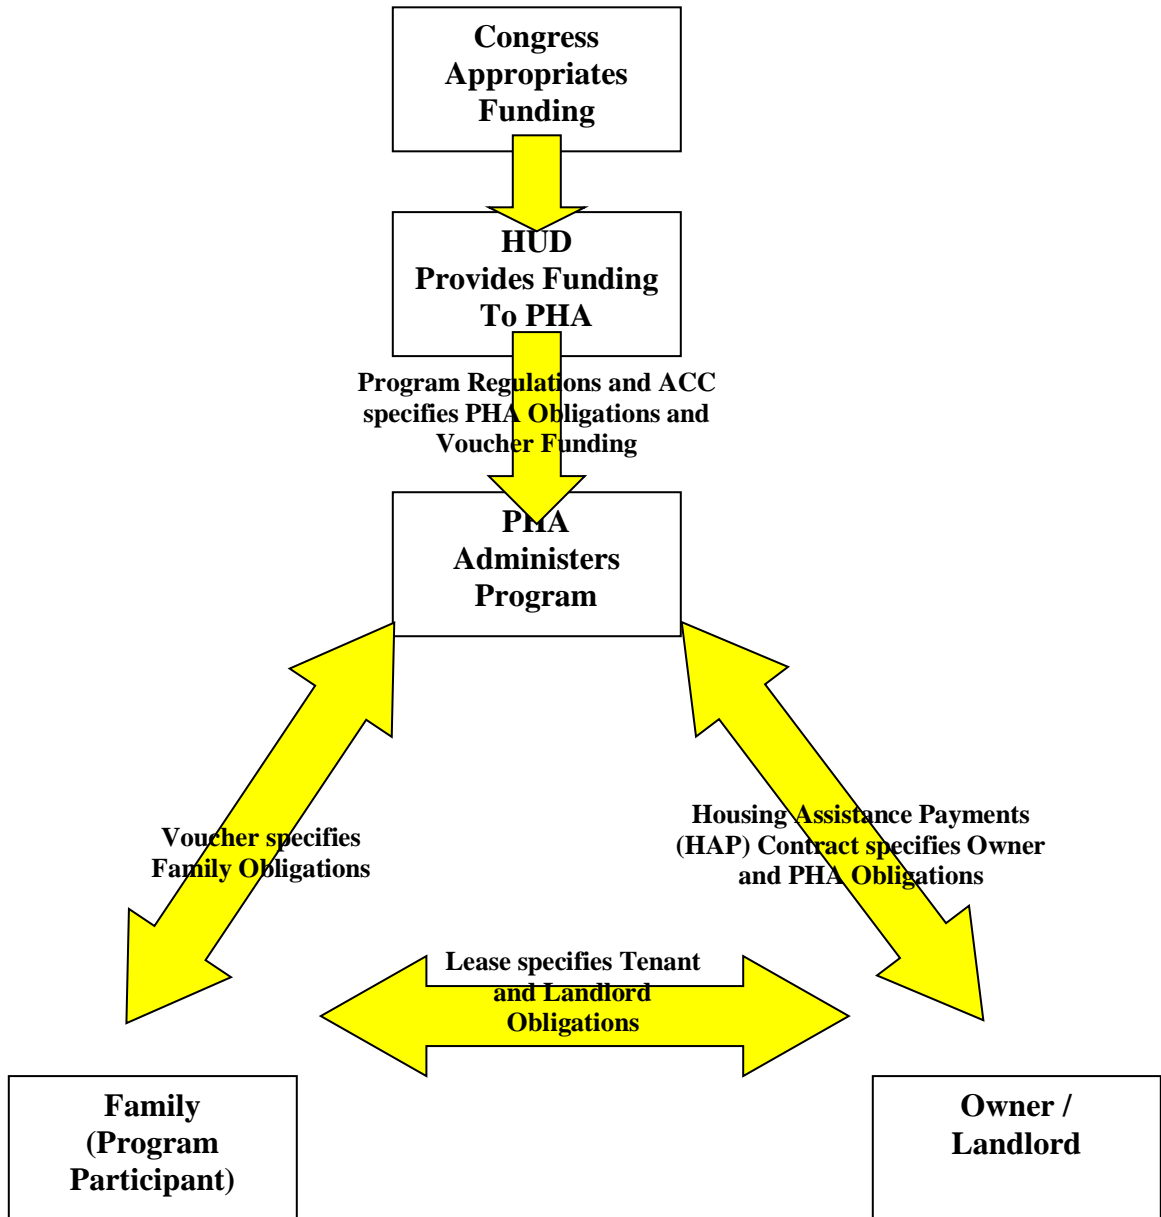 Congress
Appropriates
Funding
HUD
Provides Funding
To PHA
Program Regulations and ACC
specifies PHA Obligations and
Voucher Funding
PHA
Administers
Program
Voucher specifies
Family Obligations
Housing Assistance Payments
(HAP) Contract specifies Owner
and PHA Obligations
Lease specifies Tenant
and Landlord
Obligations
Family
(Program
Participant)
Owner /
Landlord